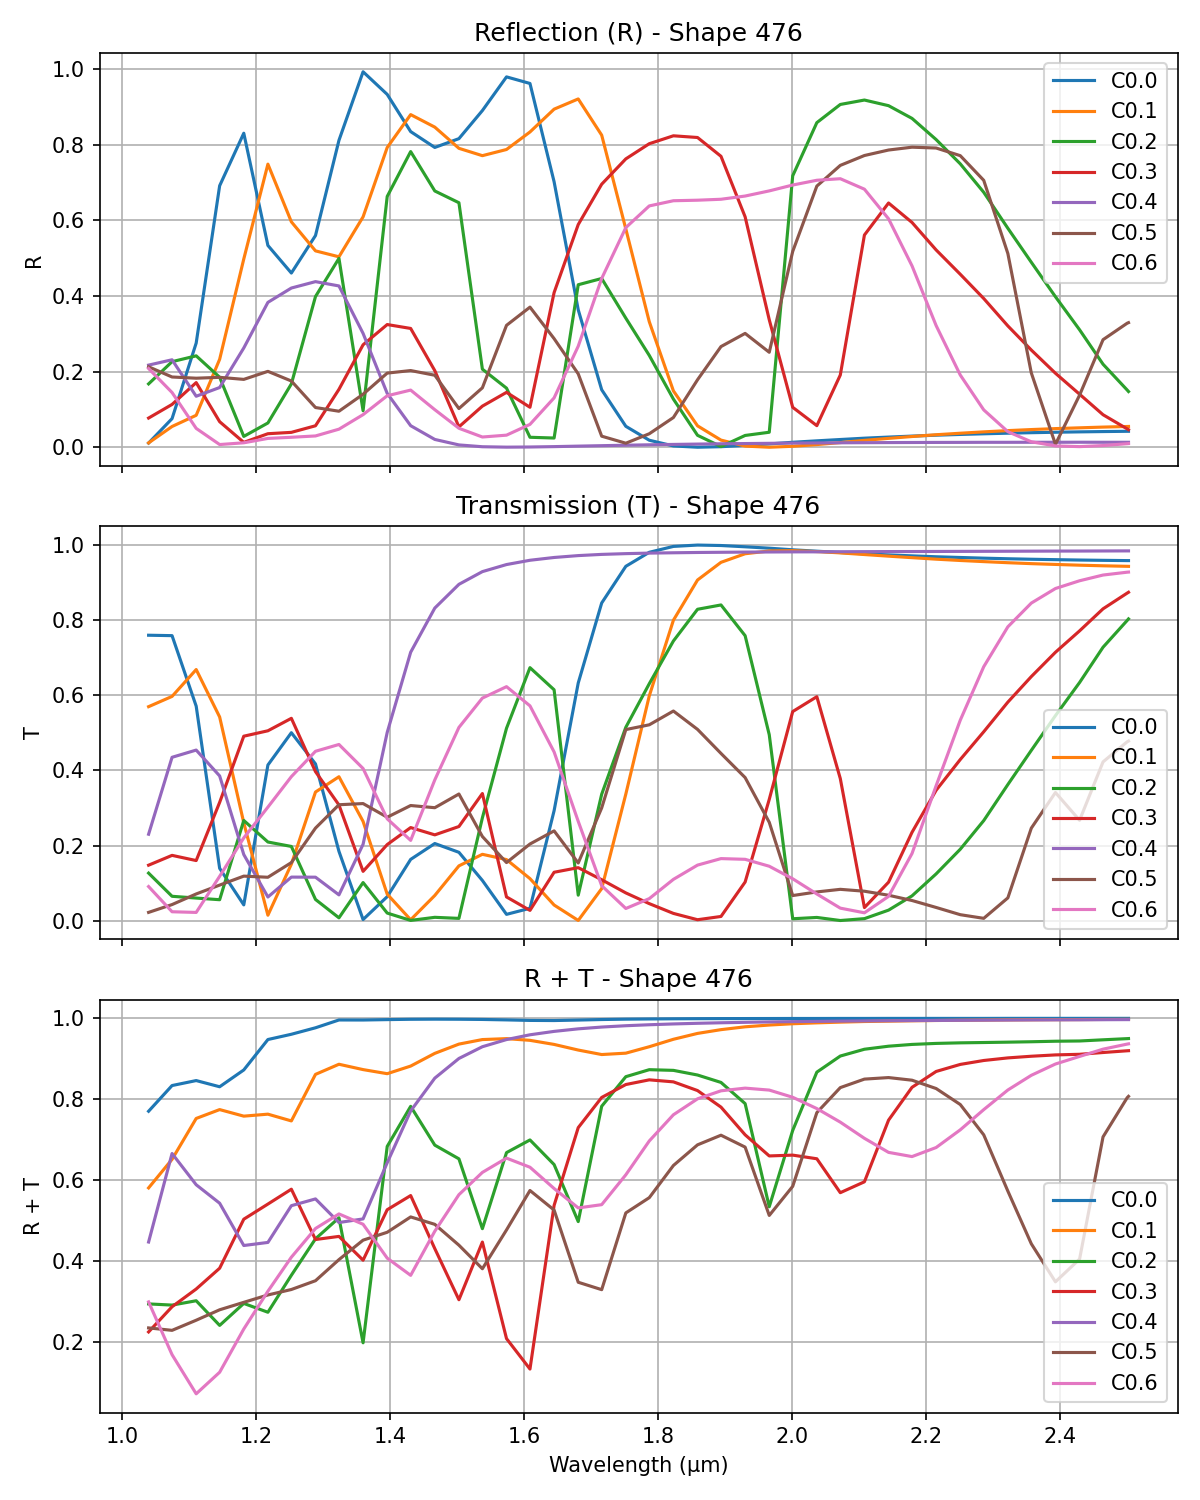 Reflection (R) - Shape 476
1.0
0.8
0.6
0.4
0.2
0.0
R
C0.0
C0.1
C0.2
C0.3
C0.4
C0.5
C0.6
Transmission (T) - Shape 476
1.0
0.8
0.6
0.4
0.2
0.0
T
C0.0
C0.1
C0.2
C0.3
C0.4
C0.5
C0.6
R + T - Shape 476
1.0
0.8
0.6
0.4
0.2
R + T
C0.0
C0.1
C0.2
C0.3
C0.4
C0.5
C0.6
1.0 1.2 1.4 1.6 1.8 2.0 2.2 2.4
Wavelength (μm)